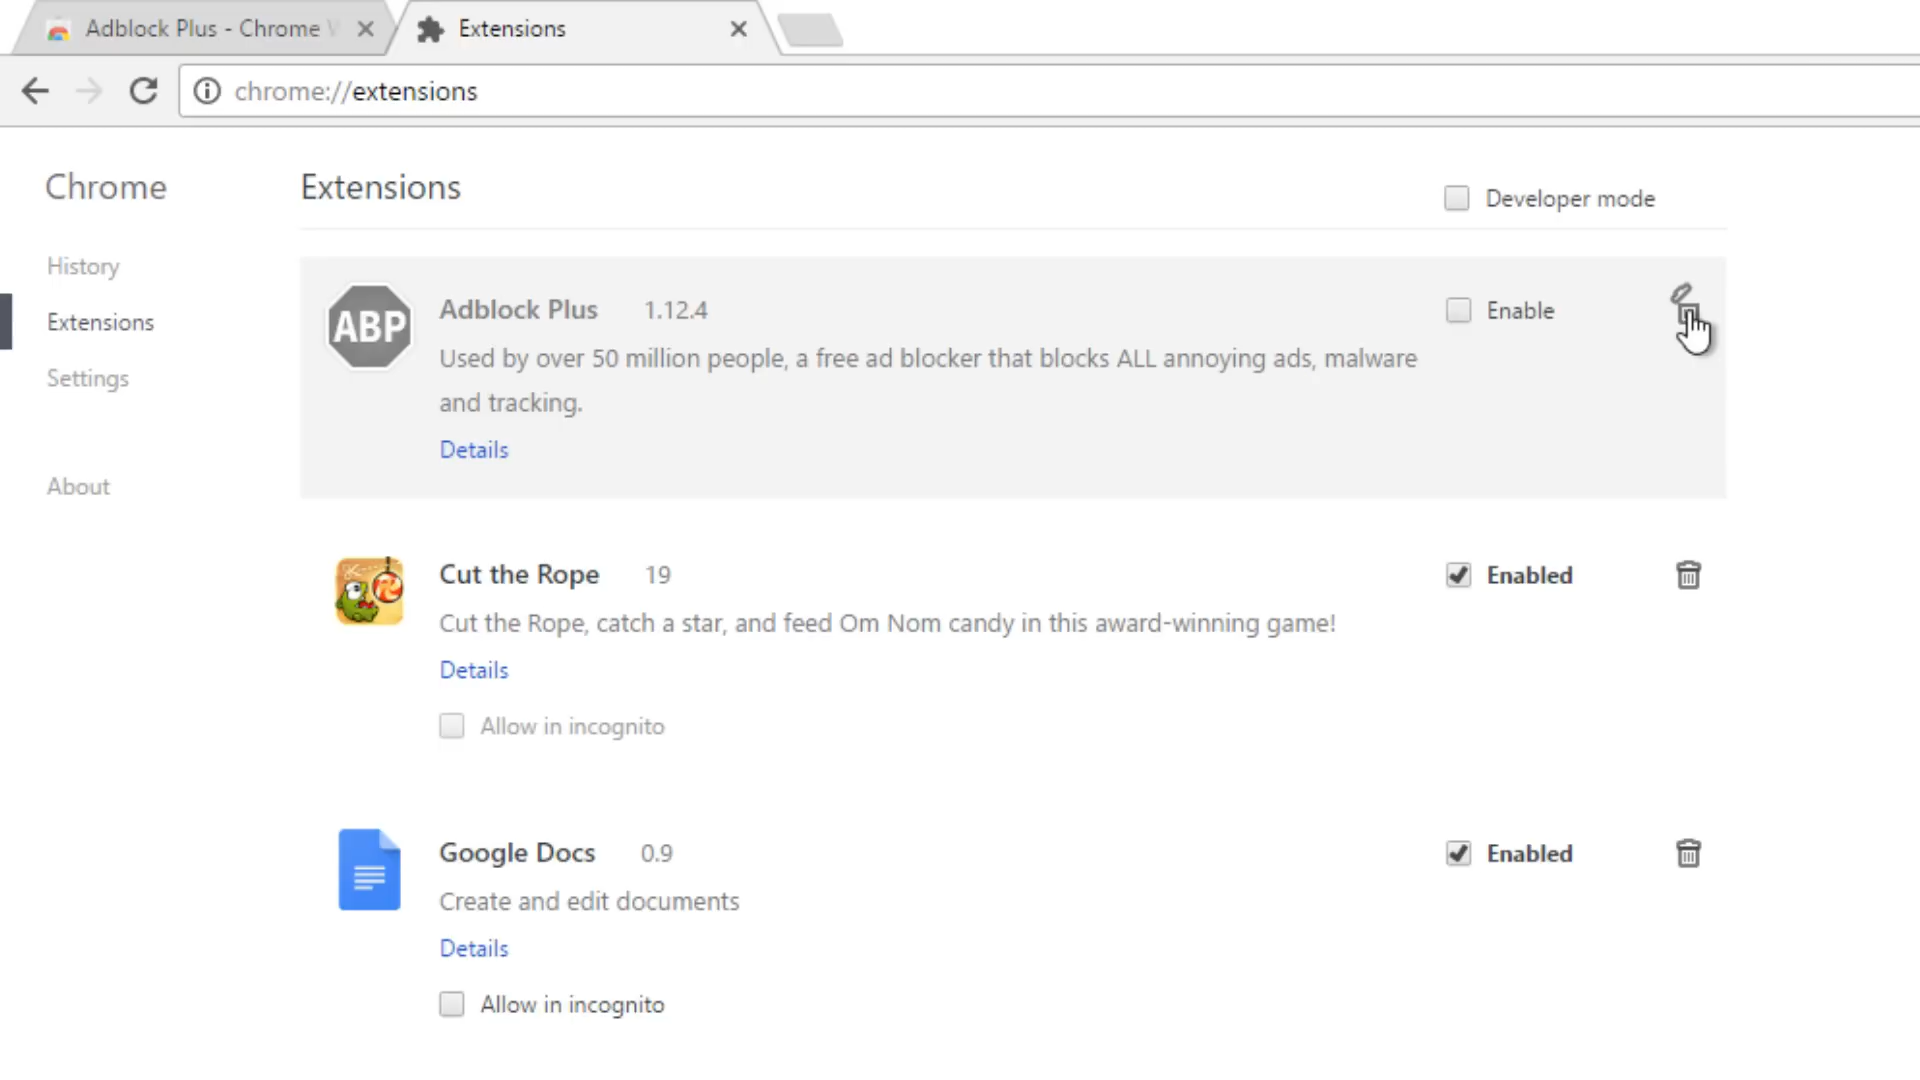 Adblock Plus - Chrome
Extensions
chrome://extensions
Chrome
Extensions
Developer mode
History
Extensions
Settings
About
ABP
Adblock Plus 1.12.4
Enable
Used by over 50 million people, a free ad blocker that blocks ALL annoying ads, malware
and tracking.
Details
Cut the Rope 19
Enabled
Cut the Rope, catch a star, and feed Om Nom candy in this award-winning game!
Details
Allow in incognito
Google Docs 0.9
Enabled
Create and edit documents
Details
Allow in incognito